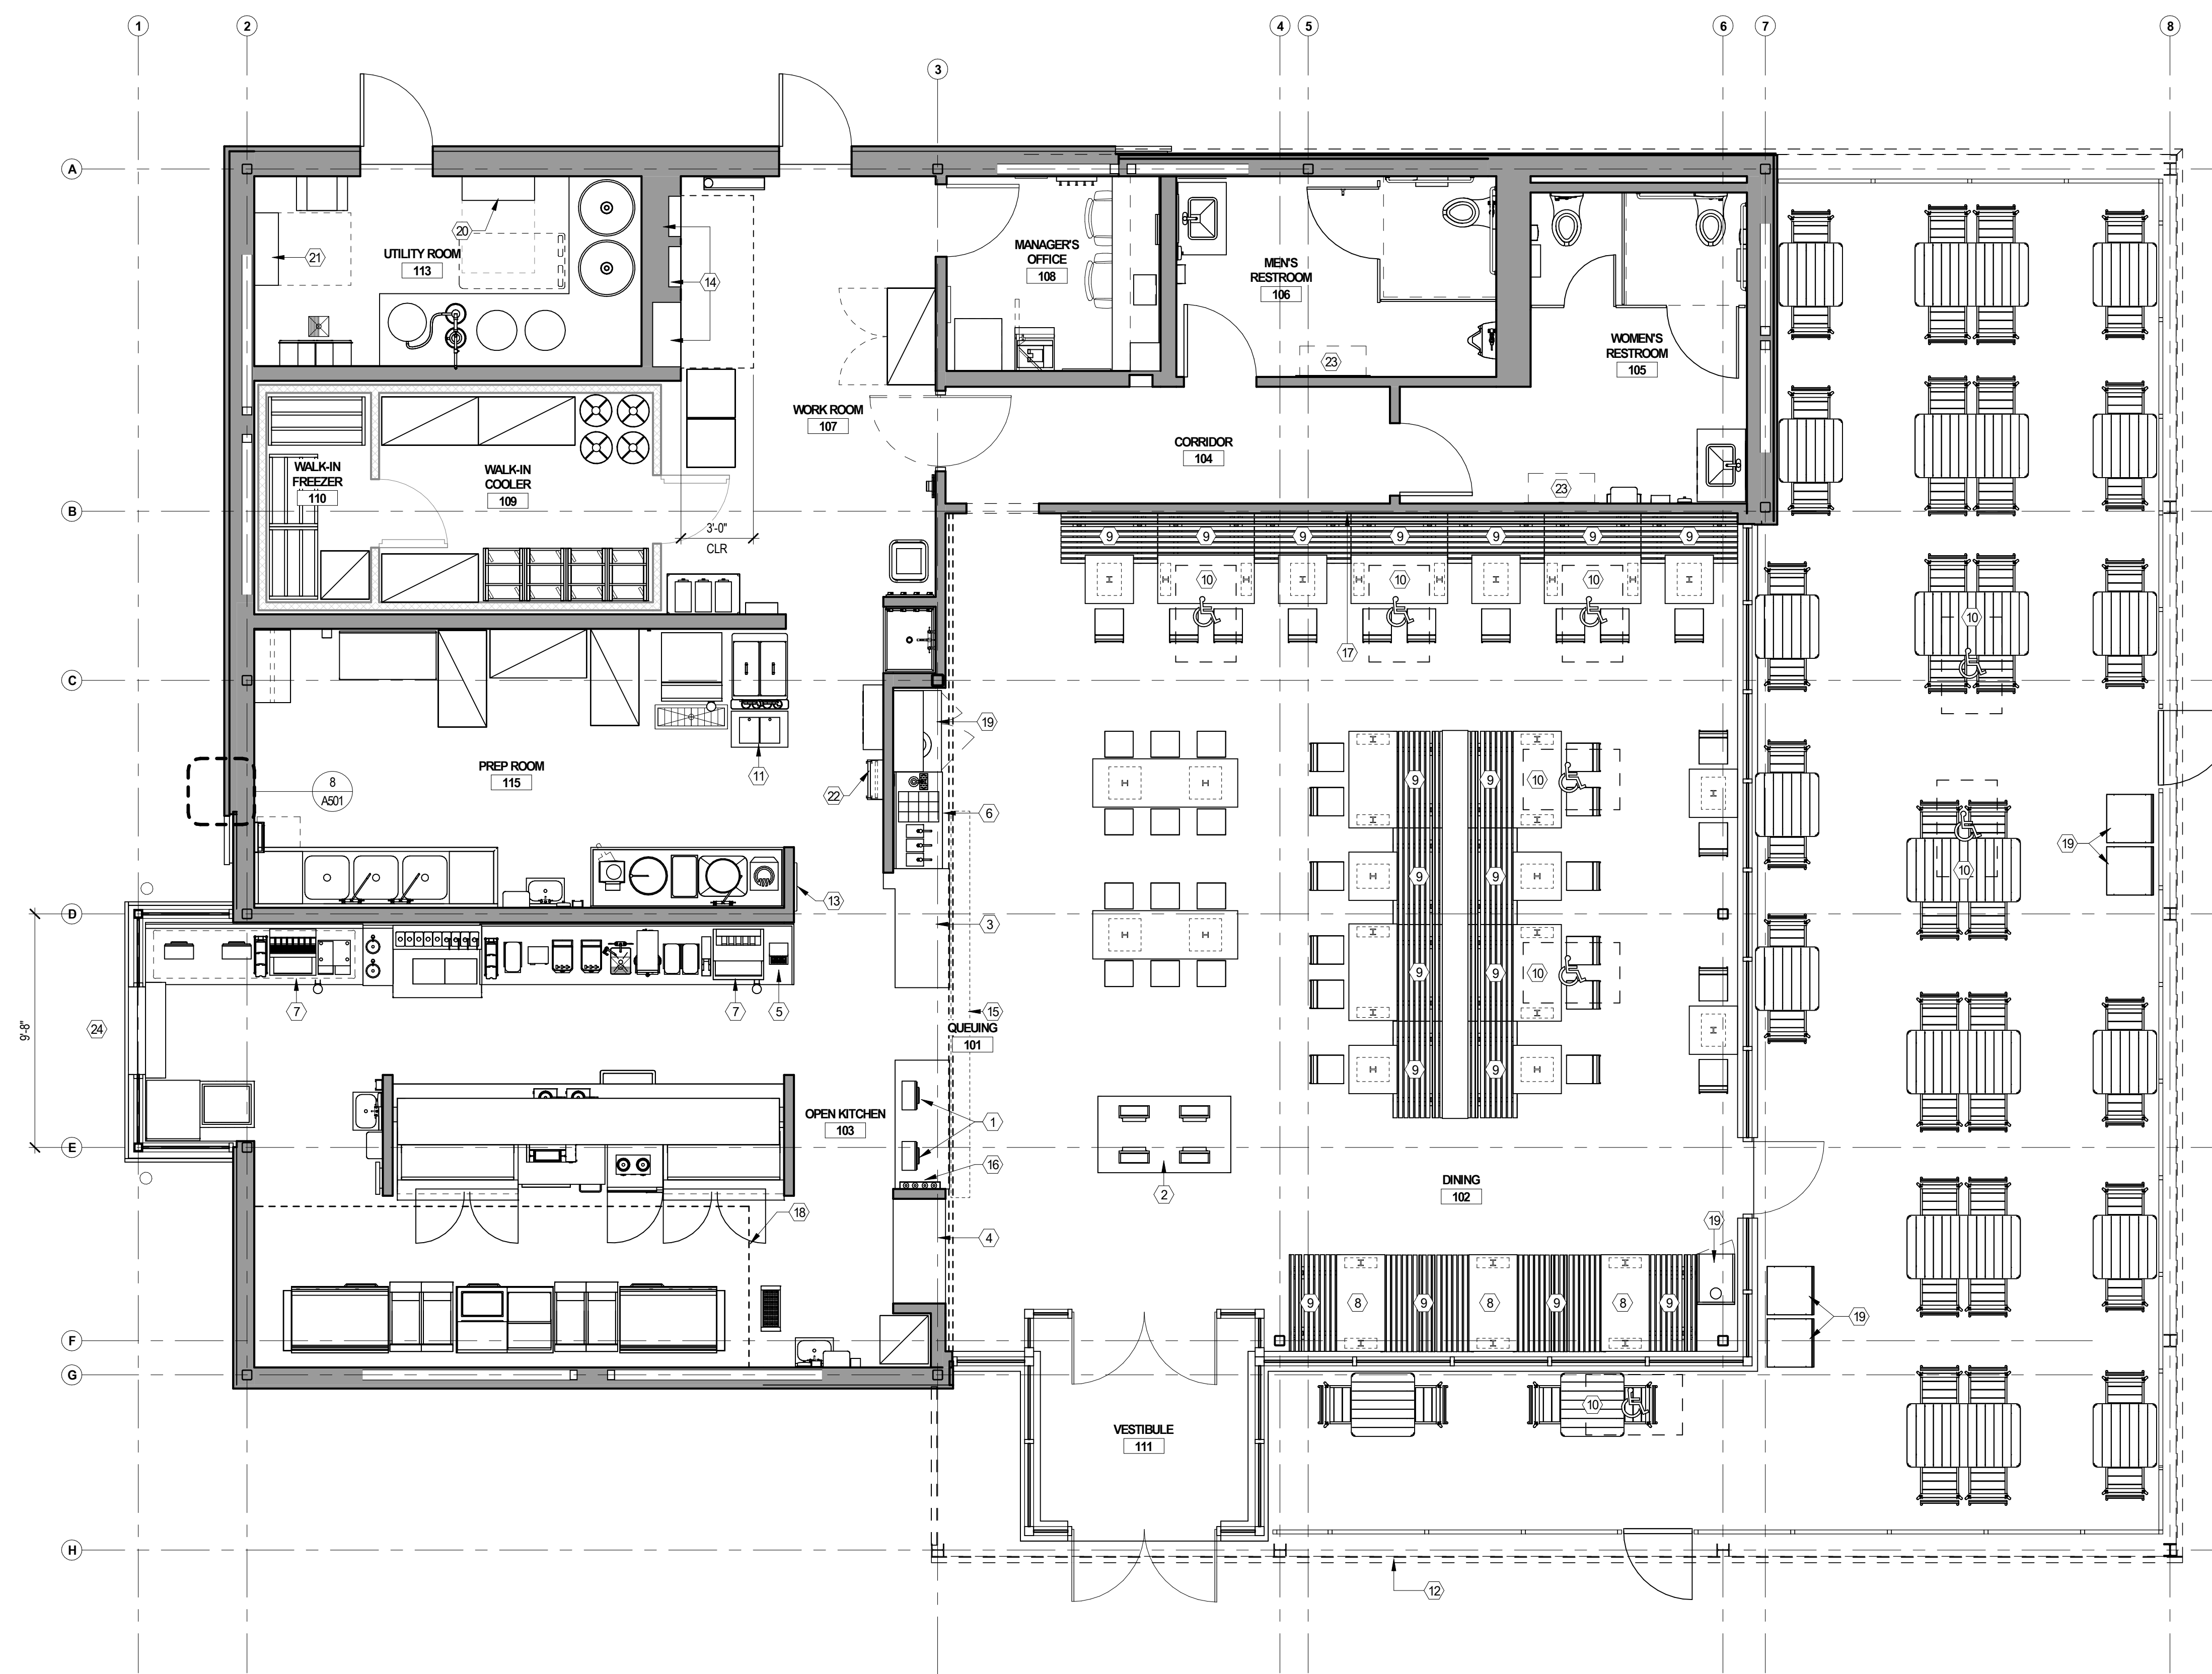 1
2
3
4
5
6
7
8
A
20
21
UTILITY ROOM
113
14
MANAGER'S
OFFICE
108
MEN'S
RESTROOM
106
WOMEN'S
RESTROOM
105
23
WORK ROOM
107
CORRIDOR
104
WALK-IN
FREEZER
110
WALK-IN
COOLER
109
23
B
3'-0"
CLR
9
9
9
9
9
9
9
10
10
10
10
17
C
19
PREP ROOM
115
11
22
8
A501
6
9
9
10
19
10
9
9
13
D
3
7
7
5
9
9
10
15
QUEUING
101
24
9'-8"
9
9
OPEN KITCHEN
103
1
E
16
2
DINING
102
18
19
4
9
8
9
8
9
8
9
19
F
G
10
VESTIBULE
111
H
12